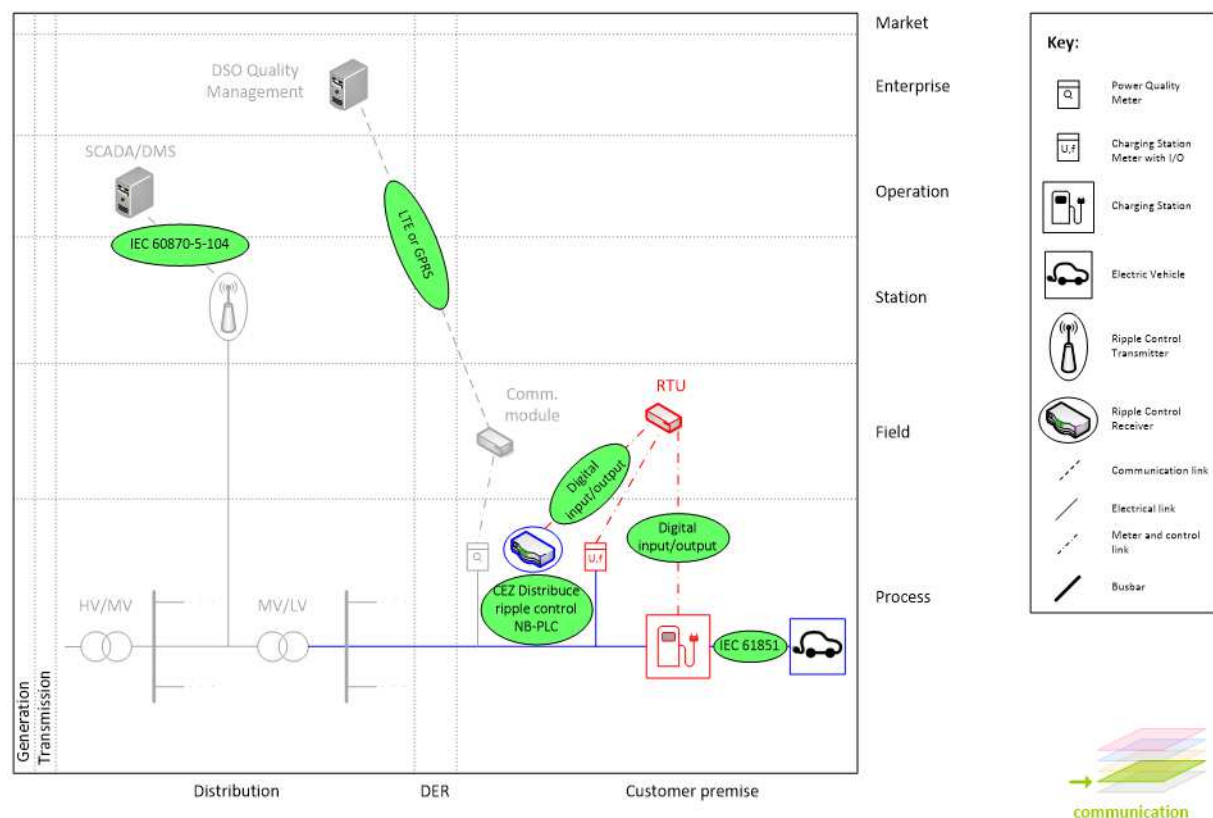 Market
DSO Quality
Management
Enterprise
SCADA/DMS
Operation
IEC 60870-5-104
LTE or GPRS
Station
Comm.
module
RTU
Field
Digital
input/output
Digital
input/output
Q
U,f
CEZ Distribuce
ripple control
NB-PLC
Process
HV/MV
MV/LV
IEC 61851
Generation
Transmission
Distribution
DER
Customer premise
Key:
Q
Power Quality
Meter
U,f
Charging Station
Meter with I/O
Charging Station
Electric Vehicle
Ripple Control
Transmitter
Ripple Control
Receiver
Communication link
Electrical link
Meter and control
link
Busbar
communication